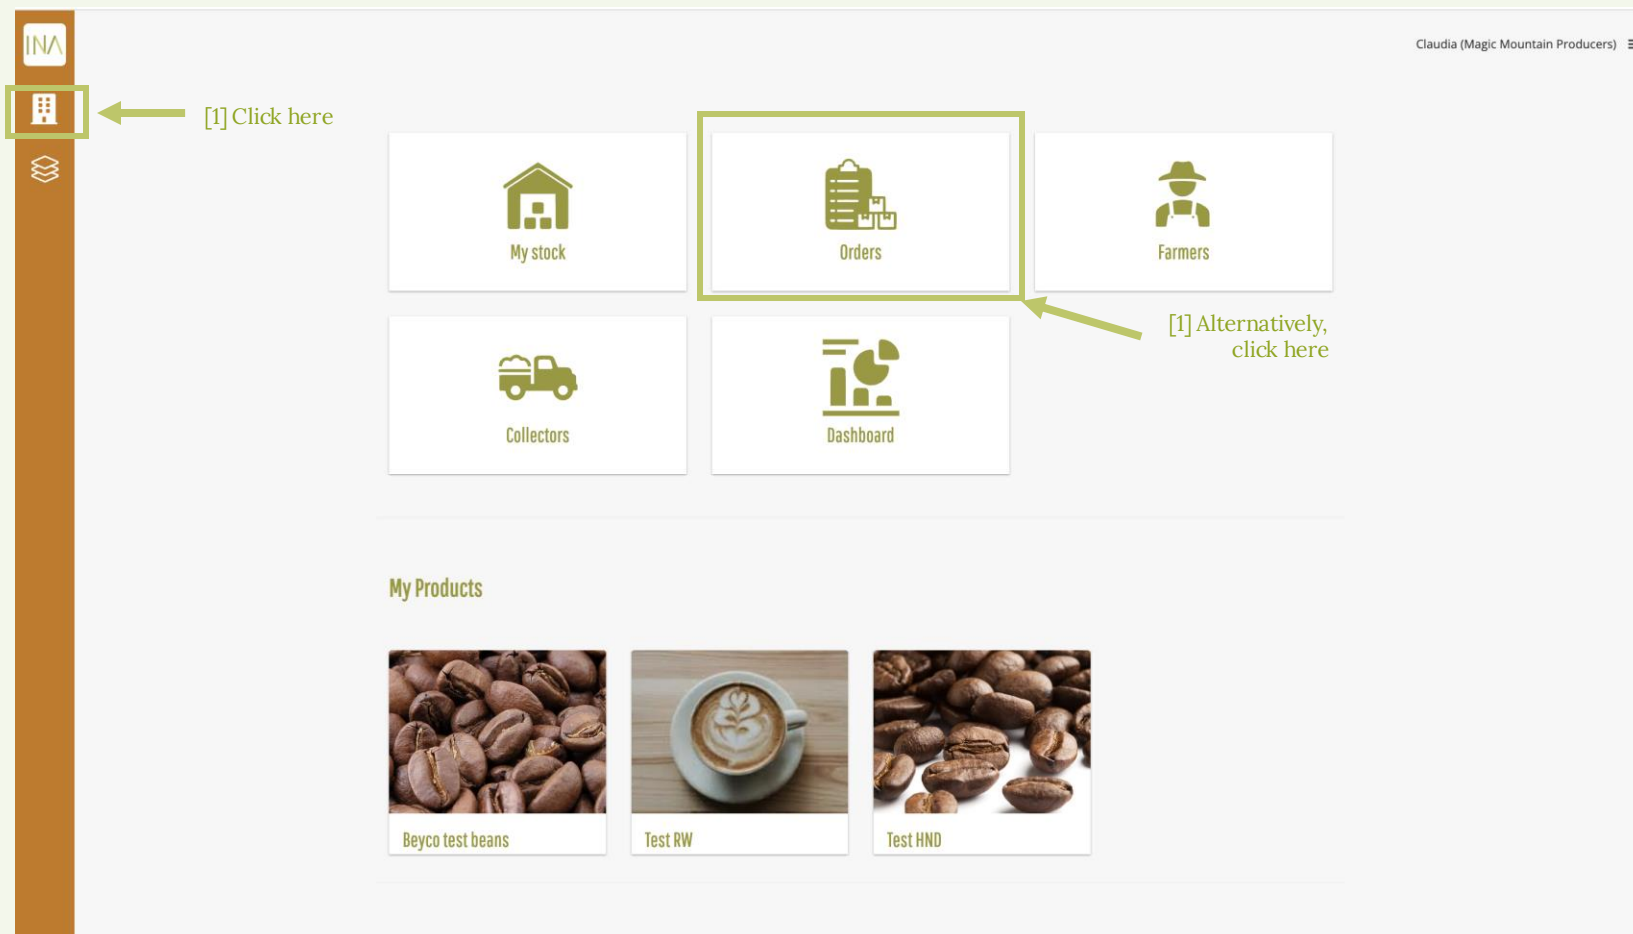 INA
Claudia (Magic Mountain Producers)
[1] Click here
My stock
Orders
Farmers
[1] Alternatively,
click here
Collectors
Dashboard
My Products
Beyco test beans
Test RW
Test HND